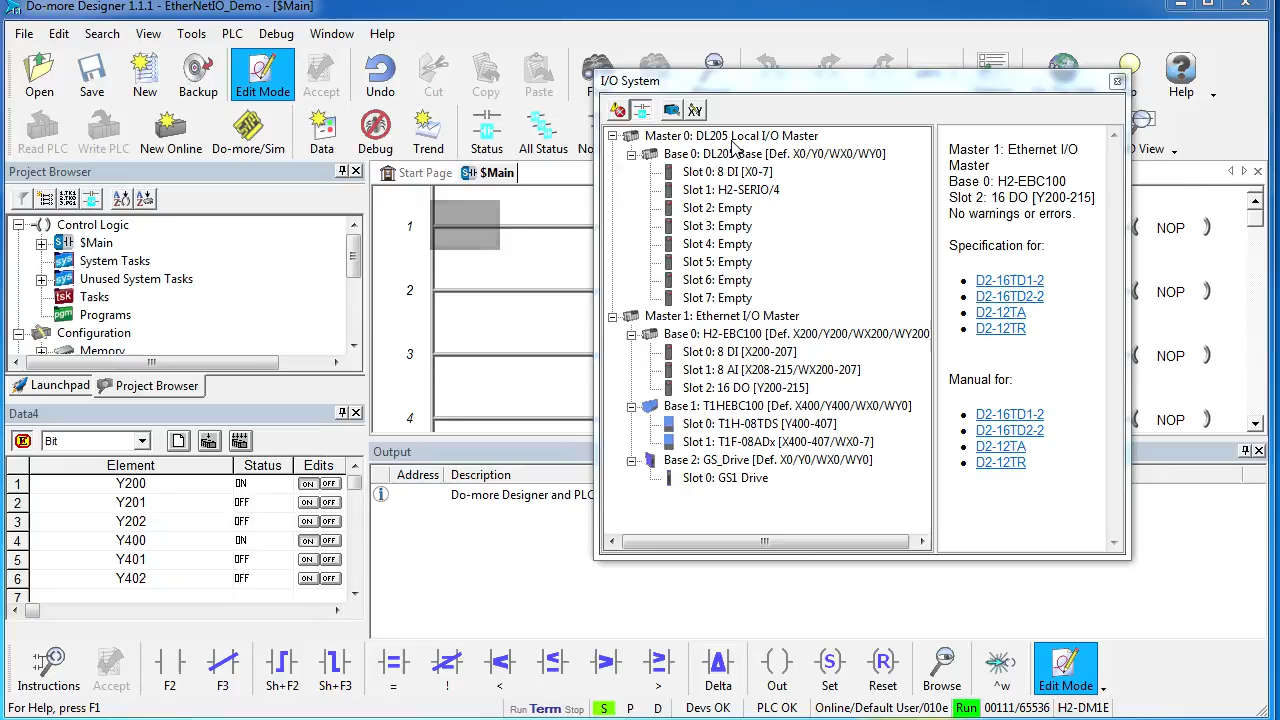 Do-more Designer 1.1.1 - EtherNetIO_Demo - [$Main]
File Edit Search View Tools PLC Debug Window Help
Open Save New Backup Edit Mode Accept Undo Cut Copy Paste Help
Read PLC Write PLC New Online Do-more/Sim Data Debug Trend Status All Status View
Project Browser
Start Page $Main
Control Logic
$Main
System Tasks
Unused System Tasks
Tasks
Programs
Configuration
Memory
Launchpad Project Browser
Data4
Bit
Element Status Edits
1 Y200 ON ON OFF
2 Y201 OFF ON OFF
3 Y202 OFF ON OFF
4 Y400 ON ON OFF
5 Y401 OFF ON OFF
6 Y402 OFF ON OFF
7
1 NOP
2 NOP
3 NOP
4 NOP
Output
Address Description
Do-more Designer and PLC
I/O System
Master 0: DL205 Local I/O Master
Base 0: DL205 Base [Def. X0/Y0/WX0/WY0]
Slot 0: 8 DI [X0-7]
Slot 1: H2-SERIO/4
Slot 2: Empty
Slot 3: Empty
Slot 4: Empty
Slot 5: Empty
Slot 6: Empty
Slot 7: Empty
Master 1: Ethernet I/O Master
Base 0: H2-EBC100 [Def. X200/Y200/WX200/WY200
Slot 0: 8 DI [X200-207]
Slot 1: 8 AI [X208-215/WX200-207]
Slot 2: 16 DO [Y200-215]
Base 1: T1HEBC100 [Def. X400/Y400/WX0/WY0]
Slot 0: T1H-08TDS [Y400-407]
Slot 1: T1F-08ADx [X400-407/WX0-7]
Base 2: GS_Drive [Def. X0/Y0/WX0/WY0]
Slot 0: GS1 Drive
Master 1: Ethernet I/O
Master
Base 0: H2-EBC100
Slot 2: 16 DO [Y200-215]
No warnings or errors.
Specification for:
D2-16TD1-2
D2-16TD2-2
D2-12TA
D2-12TR
Manual for:
D2-16TD1-2
D2-16TD2-2
D2-12TA
D2-12TR
Instructions Accept F2 F3 Sh+F2 Sh+F3 = ! < > Delta Out Set Reset Browse ^w Edit Mode
For Help, press F1 Run Term Stop S P D Devs OK PLC OK Online/Default User/010e Run 00111/65536 H2-DM1E